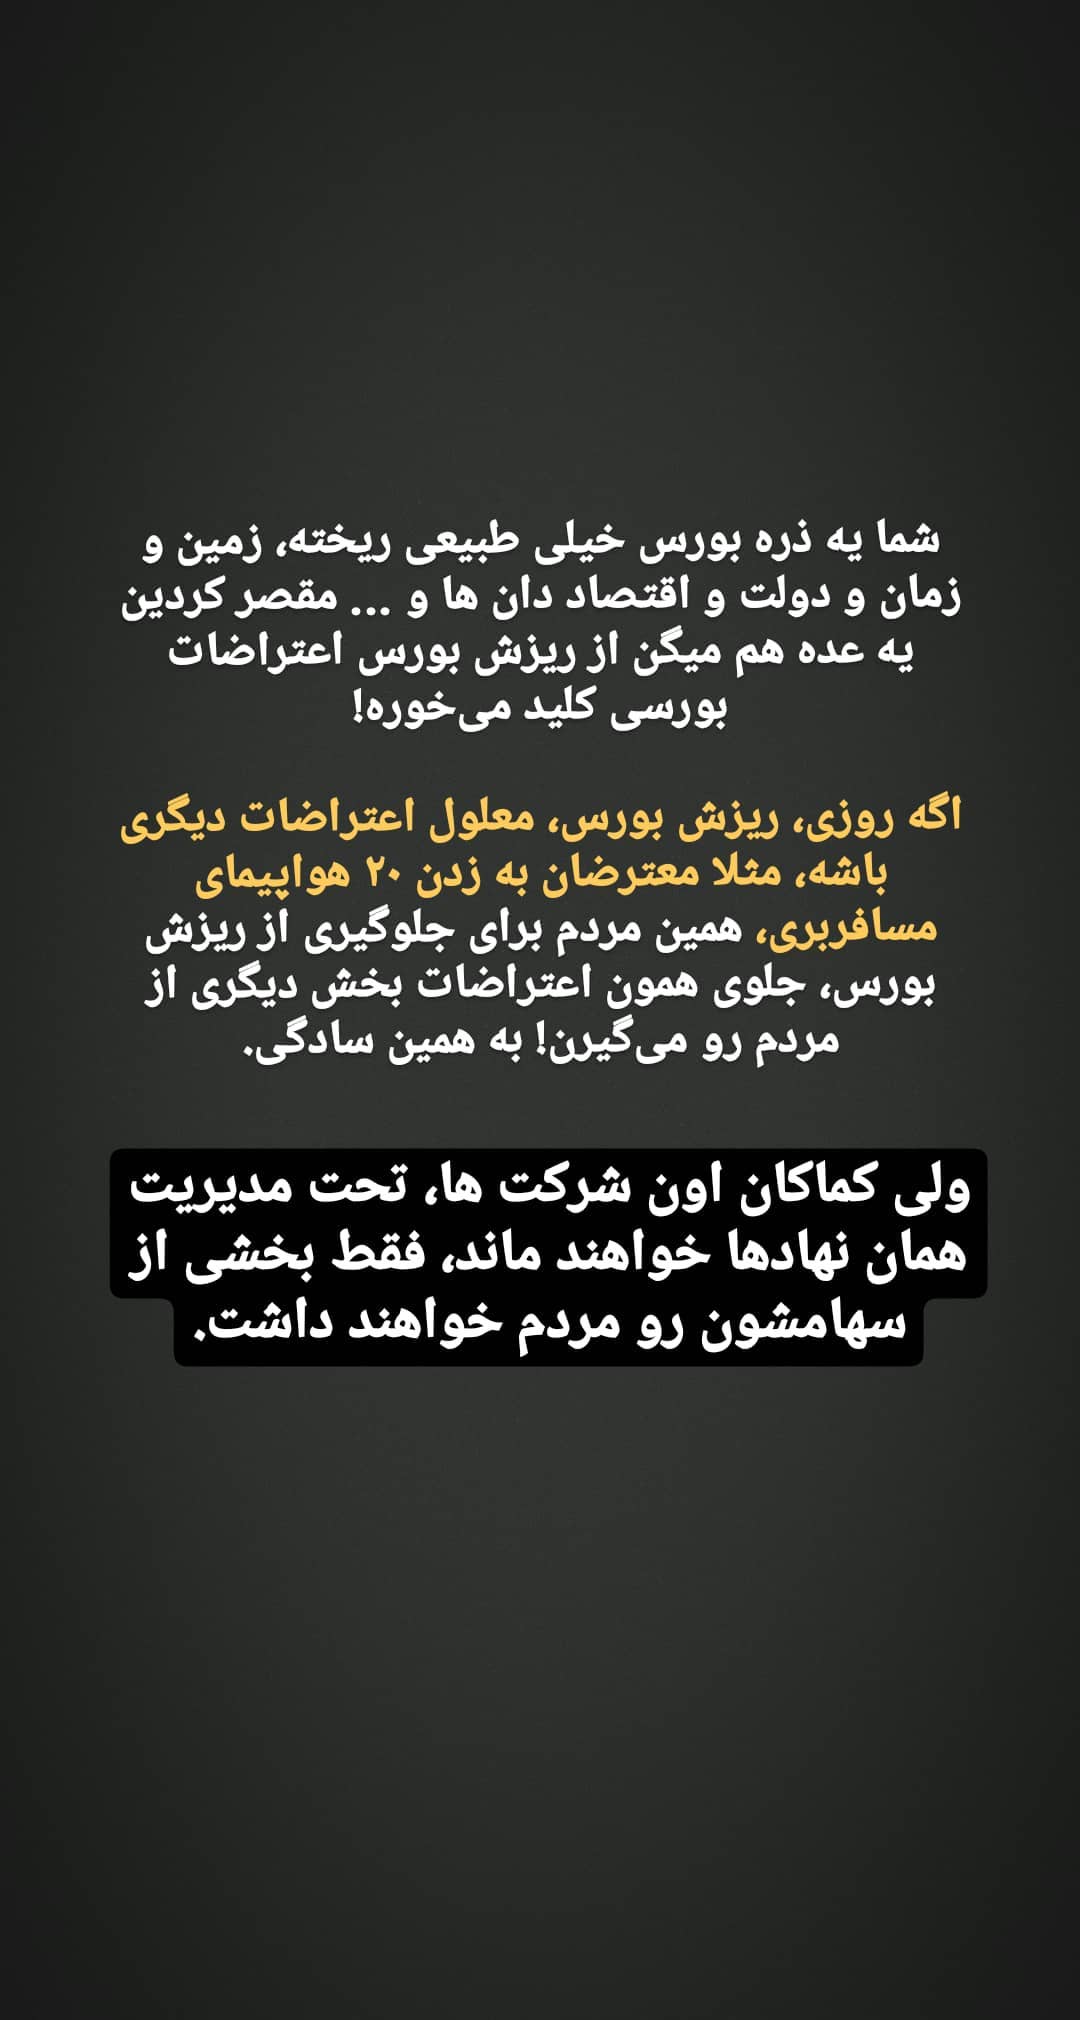 شما یه ذره بورس خیلی طبیعی ریخته، زمین و
زمان و دولت و اقتصاد دان ها و ... مقصر کردین
یه عده هم میگن از ریزش بورس اعتراضات
بورسی کلید می‌خوره!
اگه روزی، ریزش بورس، معلول اعتراضات دیگری
باشه، مثلا معترضان به زدن ۲۰ هواپیمای
مسافربری، همین مردم برای جلوگیری از ریزش
بورس، جلوی همون اعتراضات بخش دیگری از
مردم رو می‌گیرن! به همین سادگی.
ولی کماکان اون شرکت ها، تحت مدیریت
همان نهادها خواهند ماند، فقط بخشی از
سهامشون رو مردم خواهند داشت.